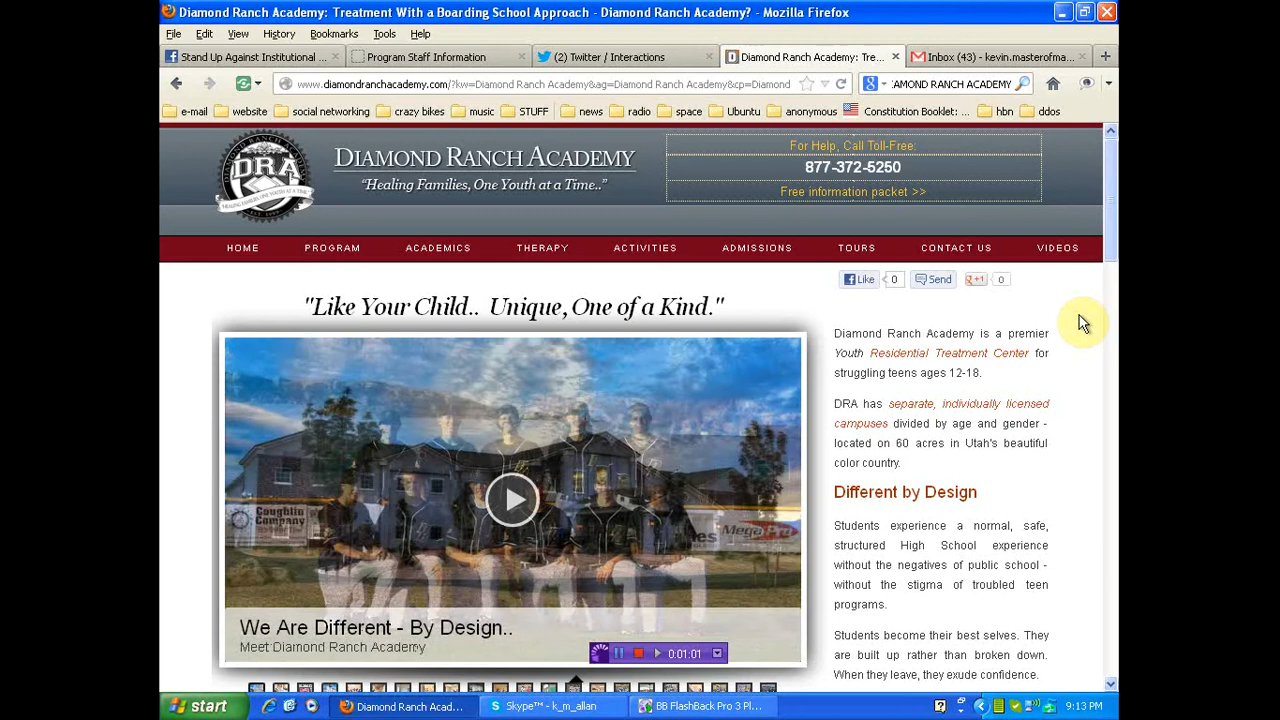 Diamond Ranch Academy: Treatment With a Boarding School Approach - Diamond Ranch Academy? - Mozilla Firefox
File Edit View History Bookmarks Tools Help
Stand Up Against Institutional ... Program Staff Information (2) Twitter / Interactions Diamond Ranch Academy: Tre... Inbox (43) - kevin.masterofma...
www.diamondranchacademy.com/?kw=Diamond Ranch Academy&ag=Diamond Ranch Academy&cp=Diamond
AMOND RANCH ACADEMY
e-mail website social networking crazy bikes music STUFF news radio space Ubuntu anonymous Constitution Booklet: ... hbn ddos
DRA
HEALING FAMILIES ONE YOUTH AT A TIME
DIAMOND RANCH ACADEMY
"Healing Families, One Youth at a Time.."
For Help, Call Toll-Free:
877-372-5250
Free information packet >>
HOME PROGRAM ACADEMICS THERAPY ACTIVITIES ADMISSIONS TOURS CONTACT US VIDEOS
Like 0 Send +1 0
"Like Your Child.. Unique, One of a Kind."
Diamond Ranch Academy is a premier
Youth Residential Treatment Center for
struggling teens ages 12-18.
DRA has separate, individually licensed
campuses divided by age and gender -
located on 60 acres in Utah's beautiful
color country.
Different by Design
Students experience a normal, safe,
structured High School experience
without the negatives of public school -
without the stigma of troubled teen
programs.
Students become their best selves. They
are built up rather than broken down.
When they leave, they exude confidence.
Coughlin
Company
MegaPro
We Are Different - By Design..
Meet Diamond Ranch Academy
0:01:01
start Diamond Ranch Acad... Skype™ - k_m_allan BB FlashBack Pro 3 Pl... 9:13 PM